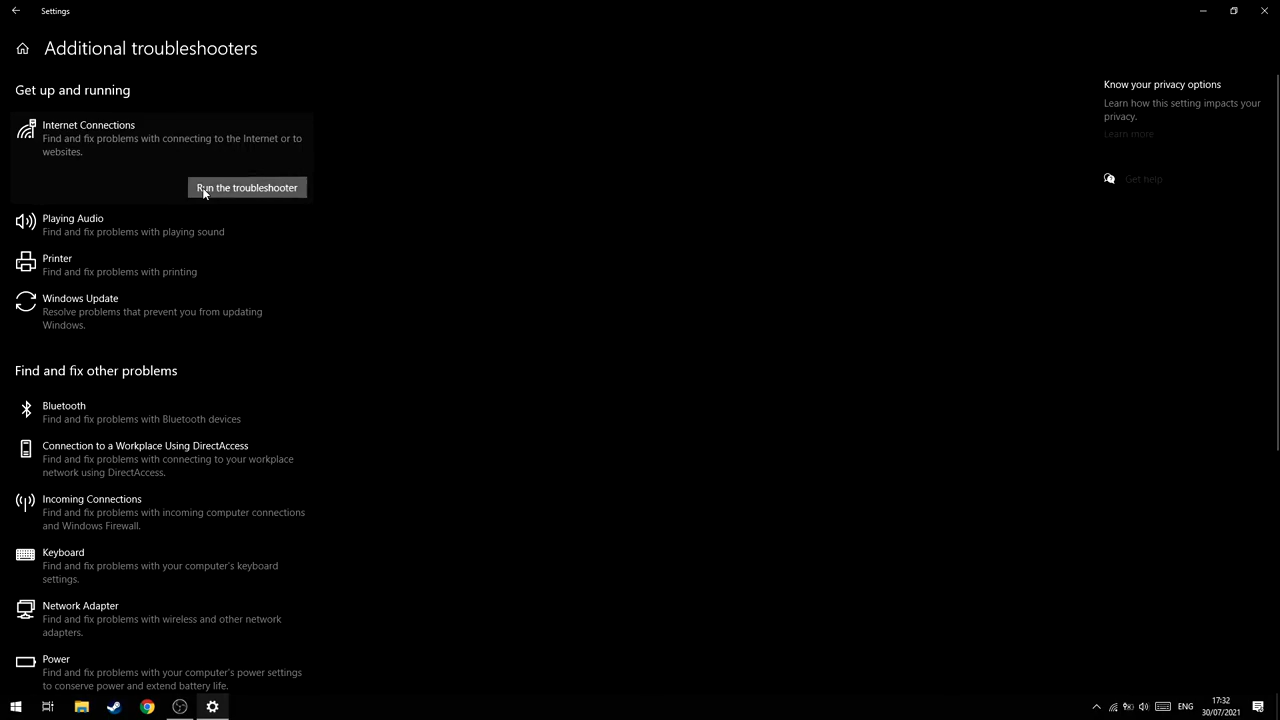 Settings
Additional troubleshooters
Get up and running
Internet Connections
Find and fix problems with connecting to the Internet or to
websites.
Run the troubleshooter
Playing Audio
Find and fix problems with playing sound
Printer
Find and fix problems with printing
Windows Update
Resolve problems that prevent you from updating
Windows.
Find and fix other problems
Bluetooth
Find and fix problems with Bluetooth devices
Connection to a Workplace Using DirectAccess
Find and fix problems with connecting to your workplace
network using DirectAccess.
Incoming Connections
Find and fix problems with incoming computer connections
and Windows Firewall.
Keyboard
Find and fix problems with your computer's keyboard
settings.
Network Adapter
Find and fix problems with wireless and other network
adapters.
Power
Find and fix problems with your computer's power settings
to conserve power and extend battery life.
Know your privacy options
Learn how this setting impacts your
privacy.
Learn more
Get help
ENG
17:32
30/07/2021